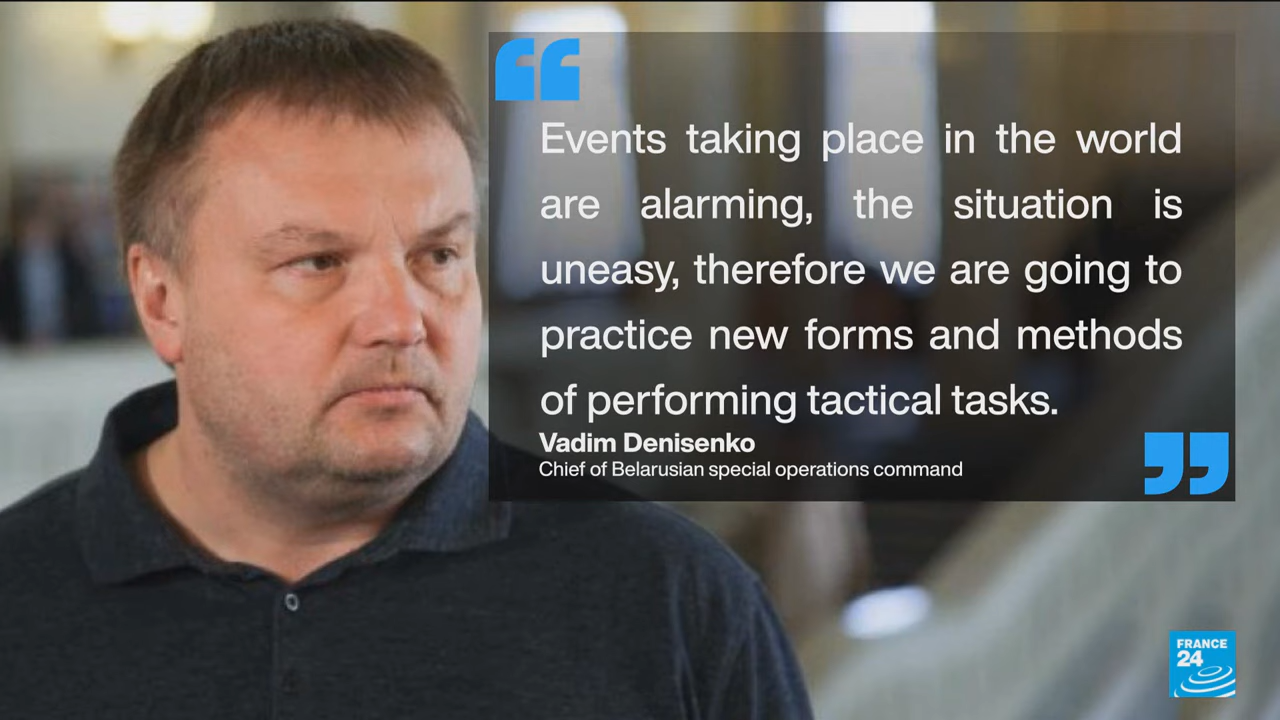 Events taking place in the world
are alarming, the situation is
uneasy, therefore we are going to
practice new forms and methods
of performing tactical tasks.
Vadim Denisenko
Chief of Belarusian special operations command
FRANCE
24